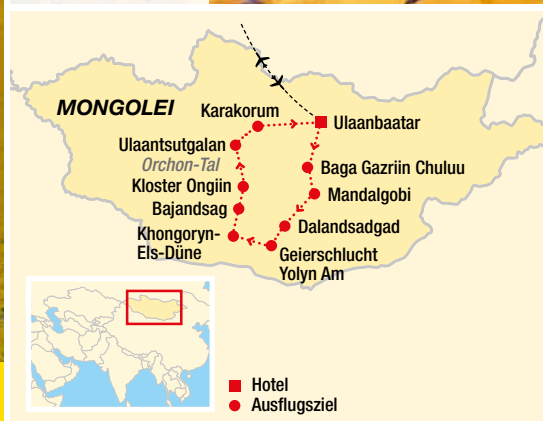 MONGOLEI
Karakorum
Ulaanbaatar
Ulaantsutgalan
Orchon-Tal
Baga Gazriin Chuluu
Kloster Ongiin
Mandalgobi
Bajandsag
Dalandsadgad
Khongoryn-
Els-Düne
Geierschlucht
Yolyn Am
Hotel
Ausflugsziel